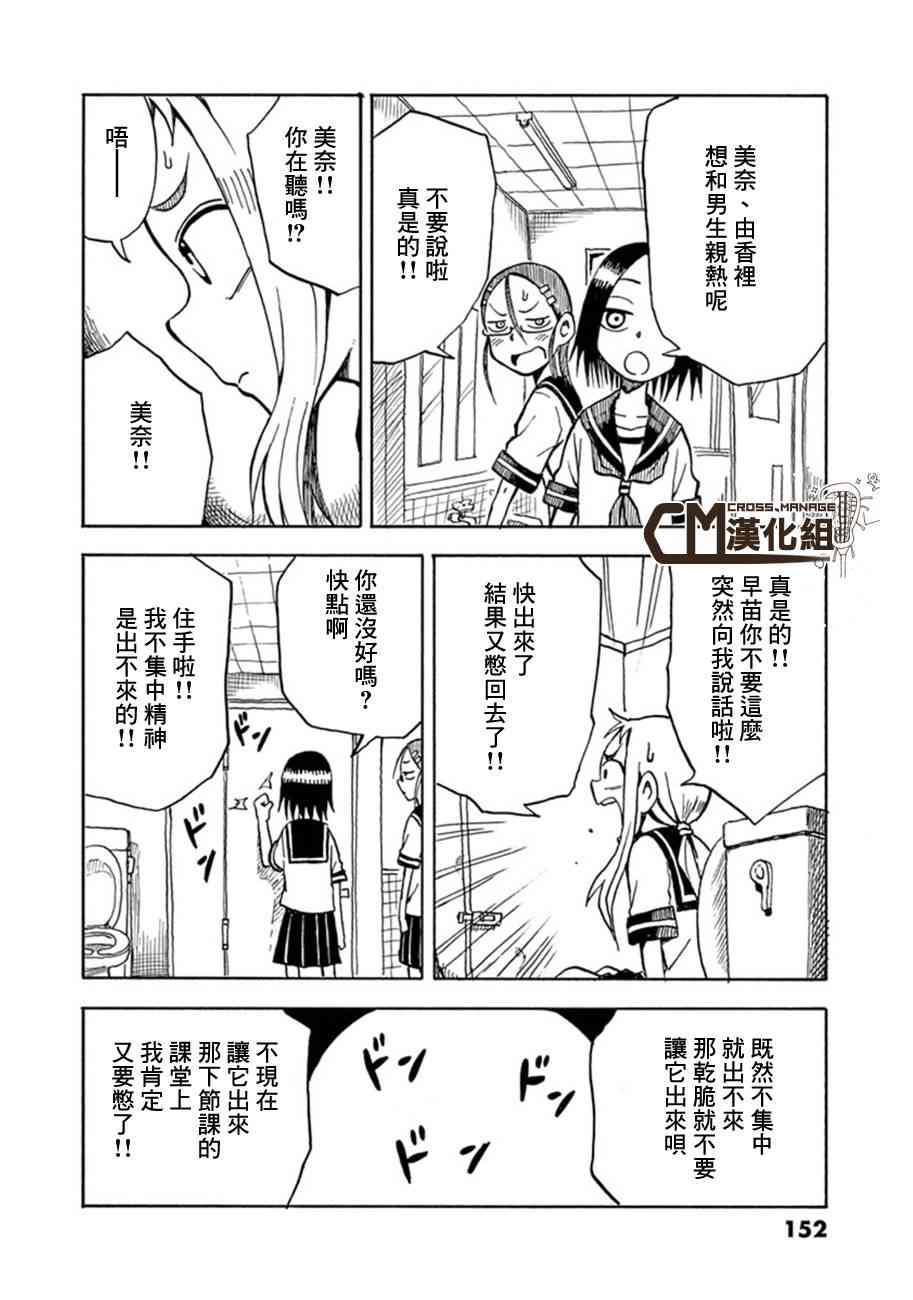 美奈、由香裡
想和男生親熱呢
不要說啦
真是的!!
美奈!!
你在聽嗎!?
唔——
美奈!!
CROSS MANAGE
CM漢化組
真是的!!
早苗你不要這麼
突然向我說話啦!!
快出來了
結果又憋回去了!!
你還沒好嗎?
快點啊
住手啦!!
我不集中精神
是出不來的!!
ドン
ドン
既然不集中
就出不來
那乾脆就不要
讓它出來唄
ドン
ドン
ドン
不現在
讓它出來
那下節課的
課堂上
我肯定
又要憋了!!
152